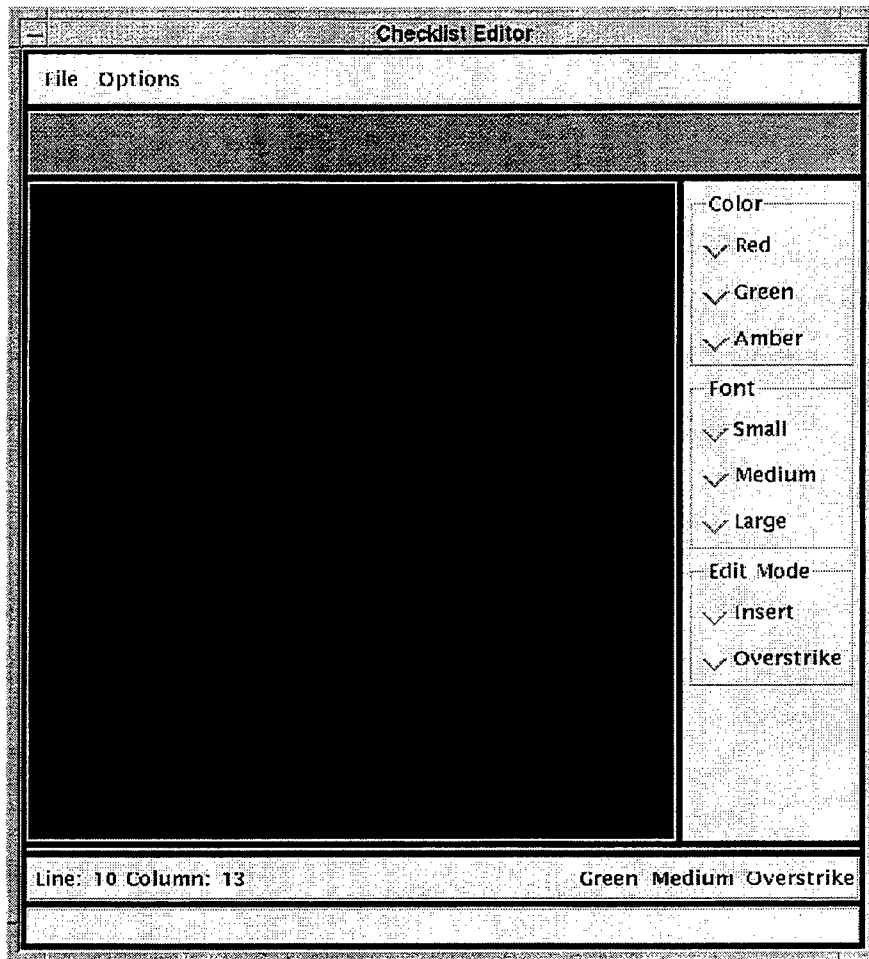 Checklist Editor
File Options
Color
Red
Green
Amber
Font
Small
Medium
Large
Edit Mode
Insert
Overstrike
Line: 10 Column: 13 Green Medium Overstrike